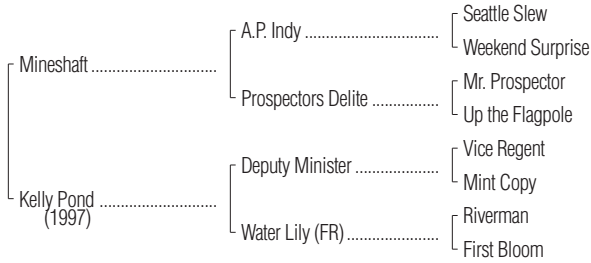 Seattle Slew
A.P. Indy ............................
Weekend Surprise
Mineshaft ..........................
Mr. Prospector
Prospectors Delite ................
Up the Flagpole
Vice Regent
Deputy Minister ...................
Mint Copy
Kelly Pond ........................
(1997)
Riverman
Water Lily (FR) .....................
First Bloom